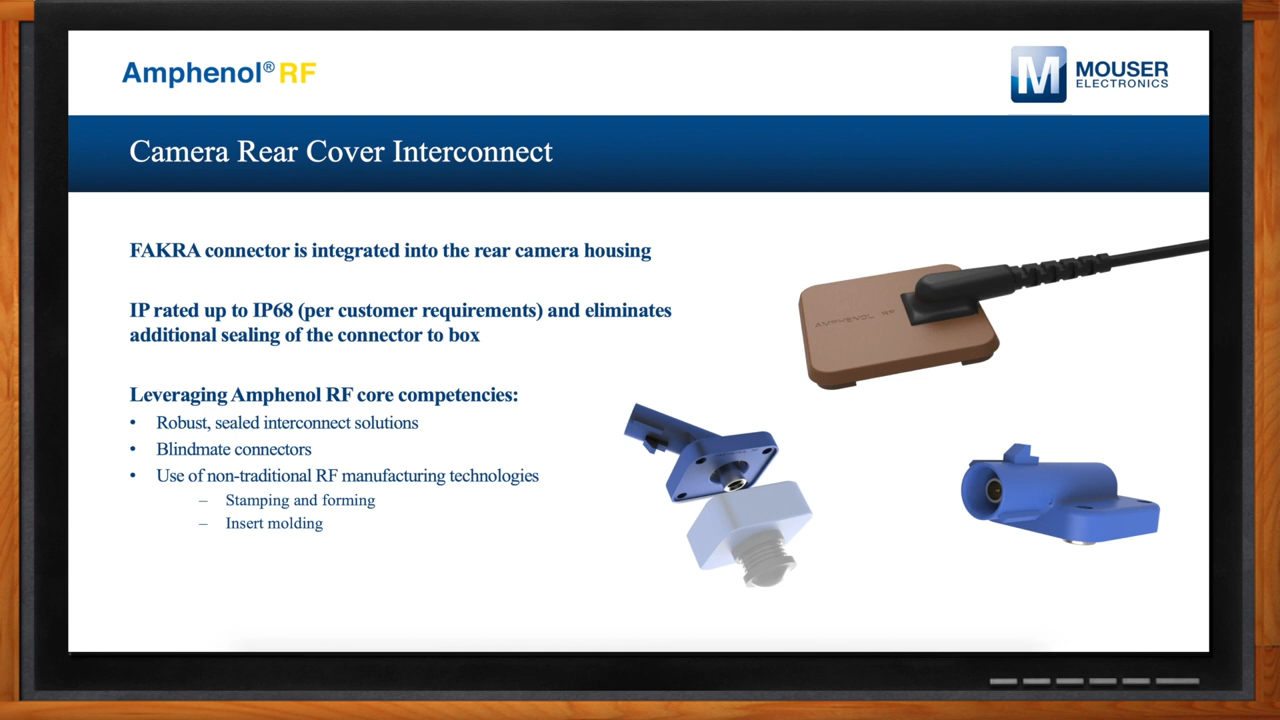 Amphenol® RF
M MOUSER
ELECTRONICS
Camera Rear Cover Interconnect
FAKRA connector is integrated into the rear camera housing
IP rated up to IP68 (per customer requirements) and eliminates
additional sealing of the connector to box
Leveraging Amphenol RF core competencies:
• Robust, sealed interconnect solutions
• Blindmate connectors
• Use of non-traditional RF manufacturing technologies
– Stamping and forming
– Insert molding
AMPHENOL RF